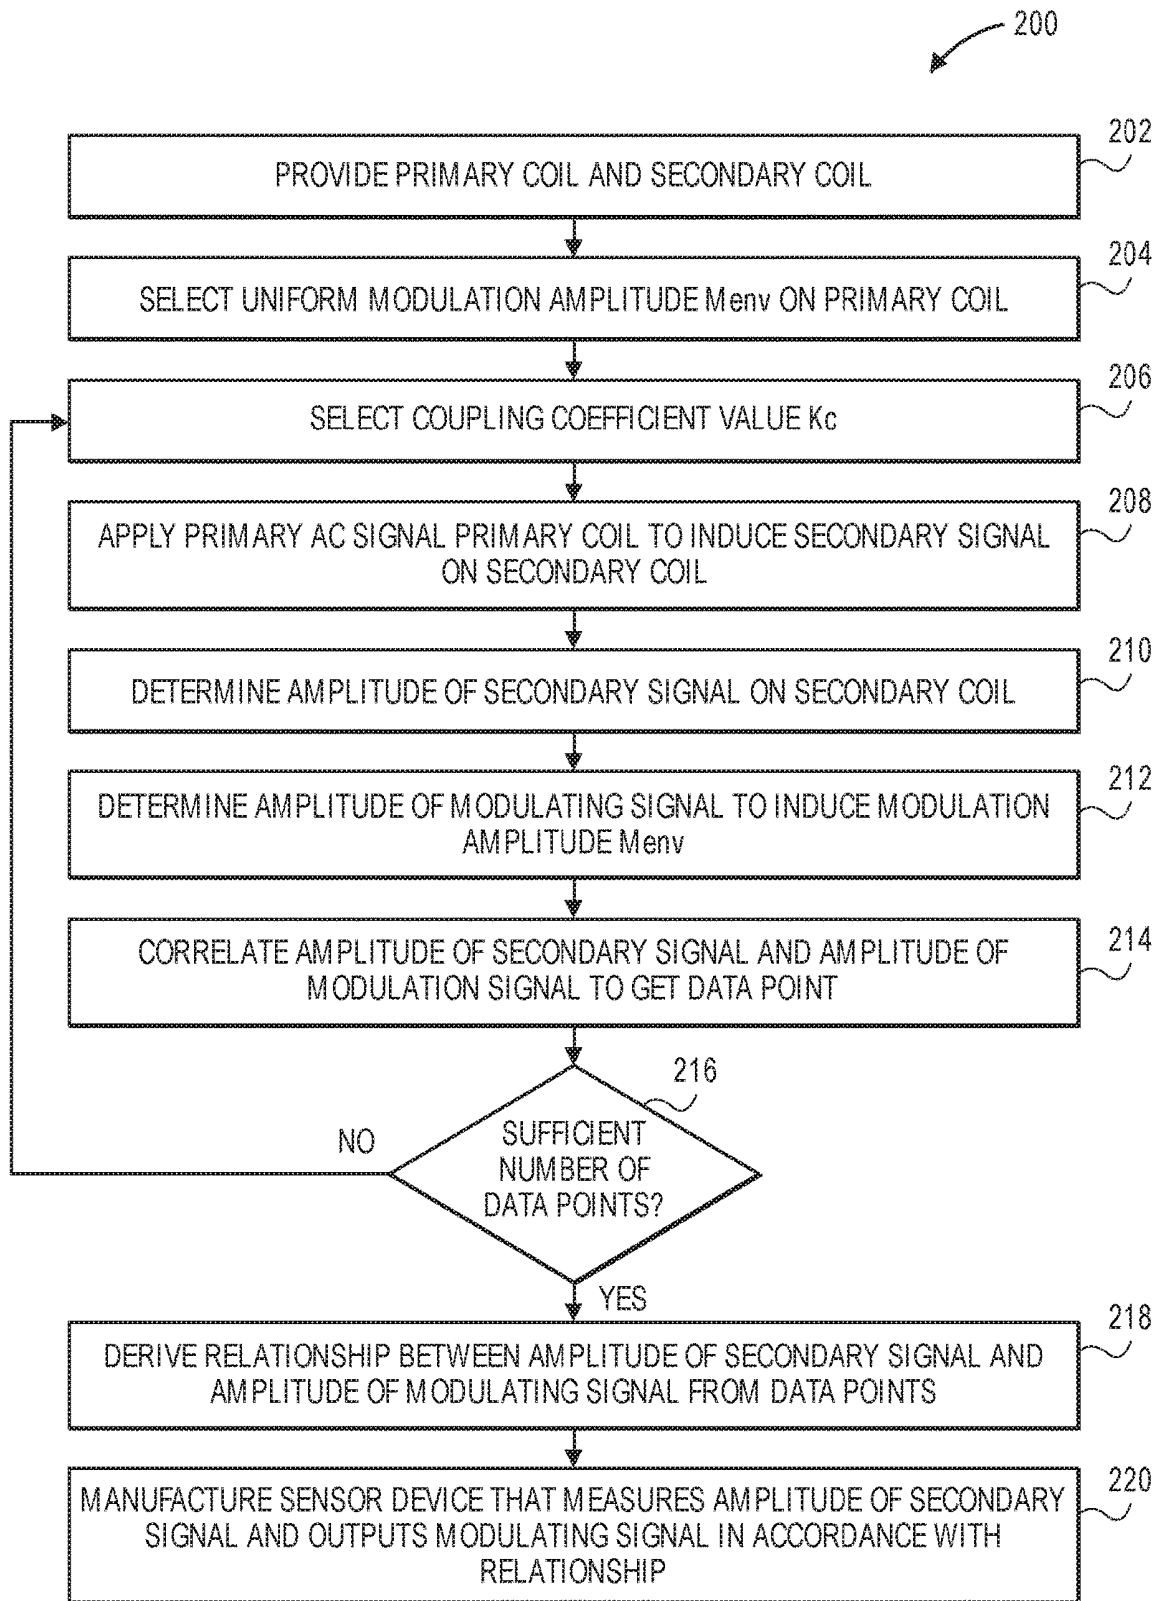 200
202
PROVIDE PRIMARY COIL AND SECONDARY COIL
204
SELECT UNIFORM MODULATION AMPLITUDE Menv ON PRIMARY COIL
206
SELECT COUPLING COEFFICIENT VALUE Kc
208
APPLY PRIMARY AC SIGNAL PRIMARY COIL TO INDUCE SECONDARY SIGNAL
ON SECONDARY COIL
210
DETERMINE AMPLITUDE OF SECONDARY SIGNAL ON SECONDARY COIL
212
DETERMINE AMPLITUDE OF MODULATING SIGNAL TO INDUCE MODULATION
AMPLITUDE Menv
214
CORRELATE AMPLITUDE OF SECONDARY SIGNAL AND AMPLITUDE OF
MODULATION SIGNAL TO GET DATA POINT
216
NO
SUFFICIENT
NUMBER OF
DATA POINTS?
YES
218
DERIVE RELATIONSHIP BETWEEN AMPLITUDE OF SECONDARY SIGNAL AND
AMPLITUDE OF MODULATING SIGNAL FROM DATA POINTS
220
MANUFACTURE SENSOR DEVICE THAT MEASURES AMPLITUDE OF SECONDARY
SIGNAL AND OUTPUTS MODULATING SIGNAL IN ACCORDANCE WITH
RELATIONSHIP